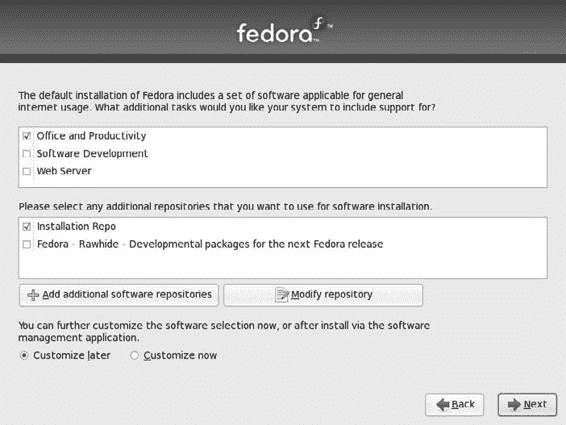 fedora
The default installation of Fedora includes a set of software applicable for general
internet usage. What additional tasks would you like your system to include support for?
Office and Productivity
Software Development
Web Server
Please select any additional repositories that you want to use for software installation.
Installation Repo
Fedora - Rawhide - Developmental packages for the next Fedora release
Add additional software repositories
Modify repository
You can further customize the software selection now, or after install via the software
management application.
Customize later
Customize now
Back
Next